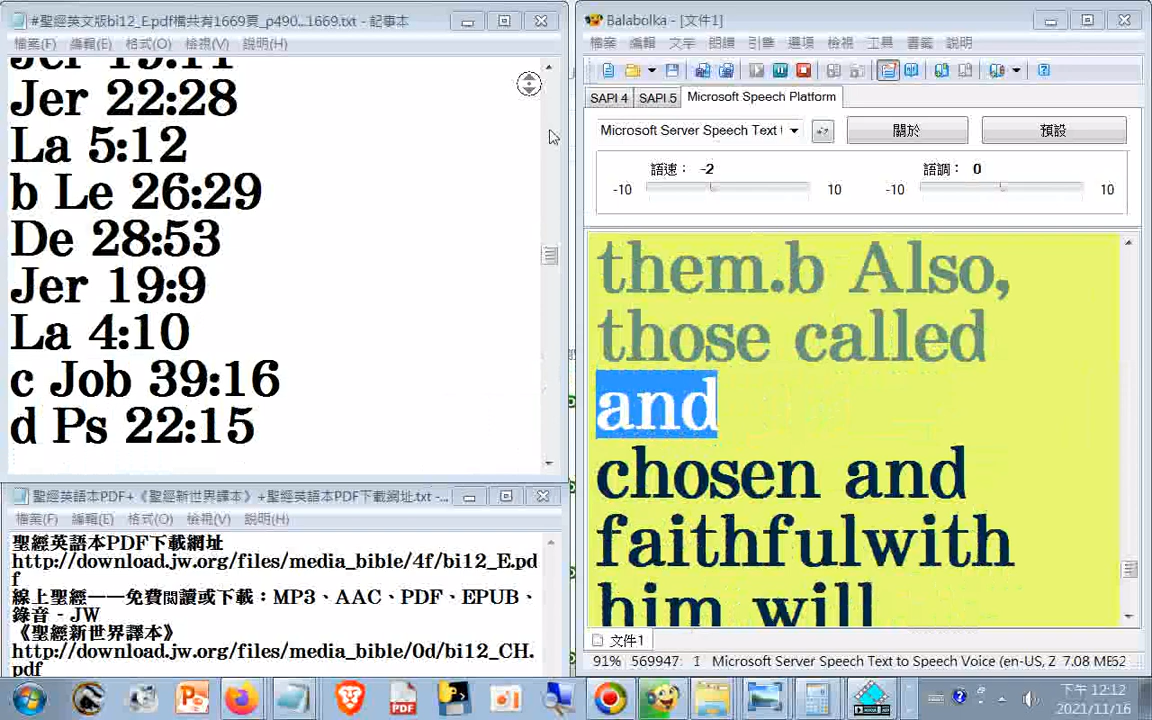 #聖經英文版bi12_E.pdf檔共有1669頁_p490...1669.txt - 記事本
檔案(F) 編輯(E) 格式(O) 檢視(V) 說明(H)
Jer 19:11
Jer 22:28
La 5:12
b Le 26:29
De 28:53
Jer 19:9
La 4:10
c Job 39:16
d Ps 22:15
聖經英語本PDF+《聖經新世界譯本》+聖經英語本PDF下載網址.txt -...
檔案(F) 編輯(E) 格式(O) 檢視(V) 說明(H)
聖經英語本PDF下載網址
http://download.jw.org/files/media_bible/4f/bi12_E.pd
f
線上聖經——免費閱讀或下載：MP3、AAC、PDF、EPUB、
錄音 - JW
《聖經新世界譯本》
http://download.jw.org/files/media_bible/0d/bi12_CH.
pdf
Balabolka - [文件1]
檔案 編輯 文字 朗讀 引擎 選項 檢視 工具 書籤 說明
SAPI 4 SAPI 5 Microsoft Speech Platform
Microsoft Server Speech Text 關於 預設
語速： -2 語調： 0
-10 10 -10 10
them.b Also,
those called
and
chosen and
faithfulwith
him will
文件1
91% 569947: 1 Microsoft Server Speech Text to Speech Voice (en-US, Z 7.08 ME52
下午 12:12
2021/11/16